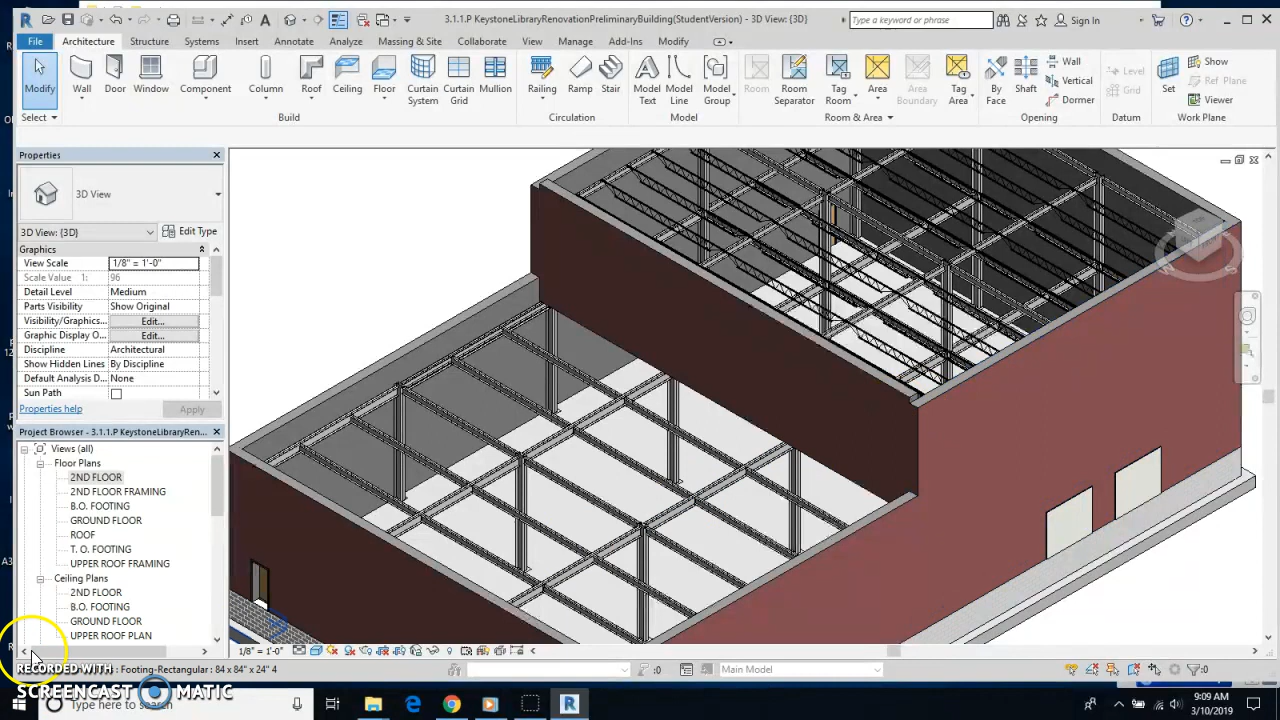 3.1.1.P KeystoneLibraryRenovationPreliminaryBuilding(StudentVersion) - 3D View: {3D}
Type a keyword or phrase
Sign In
File Architecture Structure Systems Insert Annotate Analyze Massing & Site Collaborate View Manage Add-Ins Modify
Modify Wall Door Window Component Column Roof Ceiling Floor Curtain System Curtain Grid Mullion Railing Ramp Stair Model Text Model Line Model Group Room Room Separator Tag Room Area Area Boundary Tag Area By Face Shaft Wall Vertical Dormer Level Grid Set Show Ref Plane Viewer
Select Build Circulation Model Room & Area Opening Datum Work Plane
Properties
3D View
3D View: {3D} Edit Type
Graphics
View Scale 1/8" = 1'-0"
Scale Value 1: 96
Detail Level Medium
Parts Visibility Show Original
Visibility/Graphics... Edit...
Graphic Display O... Edit...
Discipline Architectural
Show Hidden Lines By Discipline
Default Analysis D... None
Sun Path
Properties help Apply
Project Browser - 3.1.1.P KeystoneLibraryRen...
Views (all)
Floor Plans
2ND FLOOR
2ND FLOOR FRAMING
B.O. FOOTING
GROUND FLOOR
ROOF
T. O. FOOTING
UPPER ROOF FRAMING
Ceiling Plans
2ND FLOOR
B.O. FOOTING
GROUND FLOOR
UPPER ROOF PLAN
1/8" = 1'-0"
: Footing-Rectangular : 84 x 84" x 24" 4
:0
Main Model
:0
RECORDED WITH
SCREENCAST MATIC
Type here to search
9:09 AM
3/10/2019